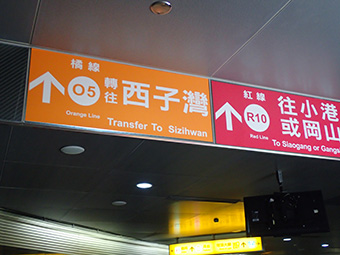 橘線
O5
Orange Line
轉往 西子灣
Transfer To Sizihwan
紅線
R10
Red Line
往小港
或岡山
To Siaogang or Gangs